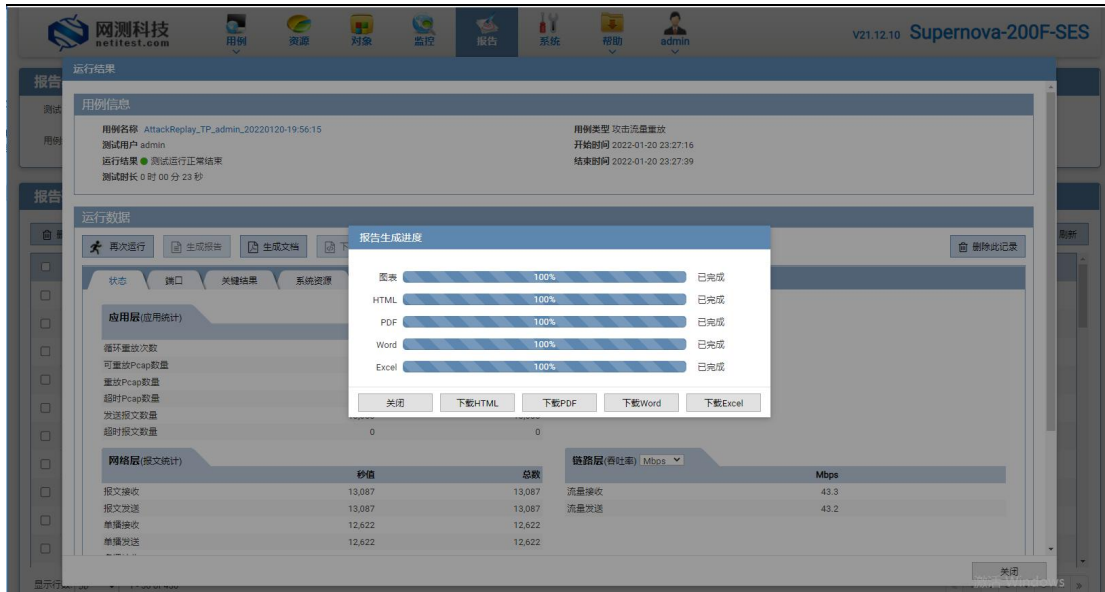 网测科技
netitest.com
用例 资源 对象 监控 报告 系统 帮助 admin
V21.12.10 Supernova-200F-SES
运行结果
报告
测试
用例
用例信息
用例名称 AttackReplay_TP_admin_20220120-19:56:15 用例类型 攻击流量重放
测试用户 admin 开始时间 2022-01-20 23:27:16
运行结果 测试运行正常结束 结束时间 2022-01-20 23:27:39
测试时长 0 时 00 分 23 秒
报告
运行数据
再次运行 生成报告 生成文档 下 删除此记录 刷新
状态 端口 关键结果 系统资源
报告生成进度
图表 100% 已完成
HTML 100% 已完成
PDF 100% 已完成
Word 100% 已完成
Excel 100% 已完成
关闭 下载HTML 下载PDF 下载Word 下载Excel
应用层(应用统计)
循环重放次数
可重放Pcap数量
重放Pcap数量
超时Pcap数量
发送报文数量
超时报文数量 0 0
网络层(报文统计) 链路层(吞吐率) Mbps
秒值 总数 Mbps
报文接收 13,087 13,087 流量接收 43.3
报文发送 13,087 13,087 流量发送 43.2
单播接收 12,622 12,622
单播发送 12,622 12,622
关闭
显示行数